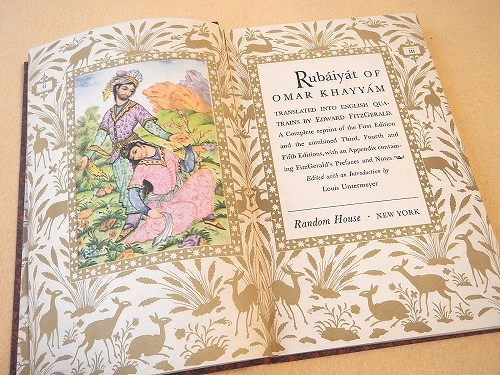 ii
iii
Rubáiyát OF
OMAR KHAYYÁM
TRANSLATED INTO ENGLISH QUA-
TRAINS BY EDWARD FITZGERALD.
A Complete reprint of the First Edition
and the combined Third, Fourth and
Fifth Editions, with an Appendix contain-
ing FitzGerald's Prefaces and Notes
Edited with an Introduction by
Louis Untermeyer
Random House · NEW YORK